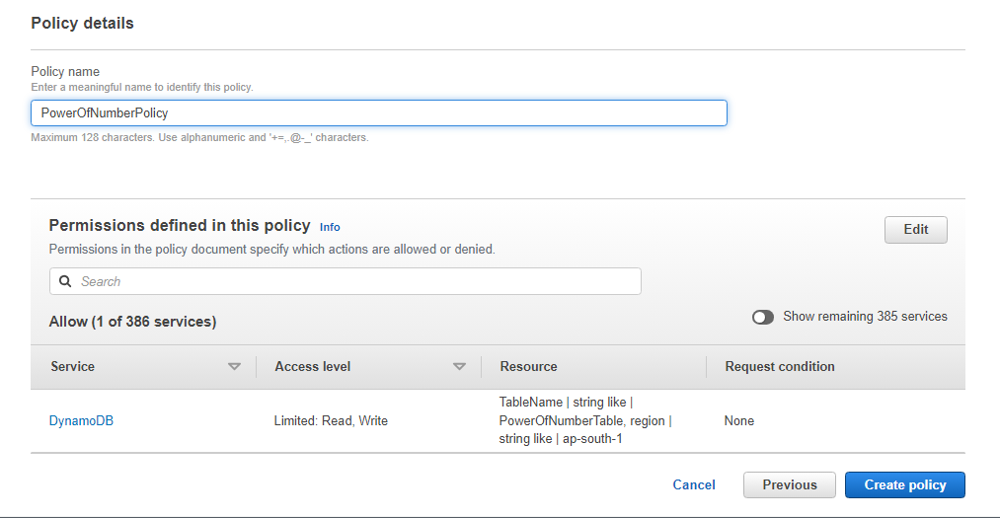 Policy details
Policy name
Enter a meaningful name to identify this policy.
PowerOfNumberPolicy
Maximum 128 characters. Use alphanumeric and '+=,.@-_' characters.
Permissions defined in this policy Info
Edit
Permissions in the policy document specify which actions are allowed or denied.
Search
Allow (1 of 386 services)
Show remaining 385 services
Service Access level Resource Request condition
DynamoDB Limited: Read, Write TableName | string like | PowerOfNumberTable, region | string like | ap-south-1 None
Cancel Previous Create policy